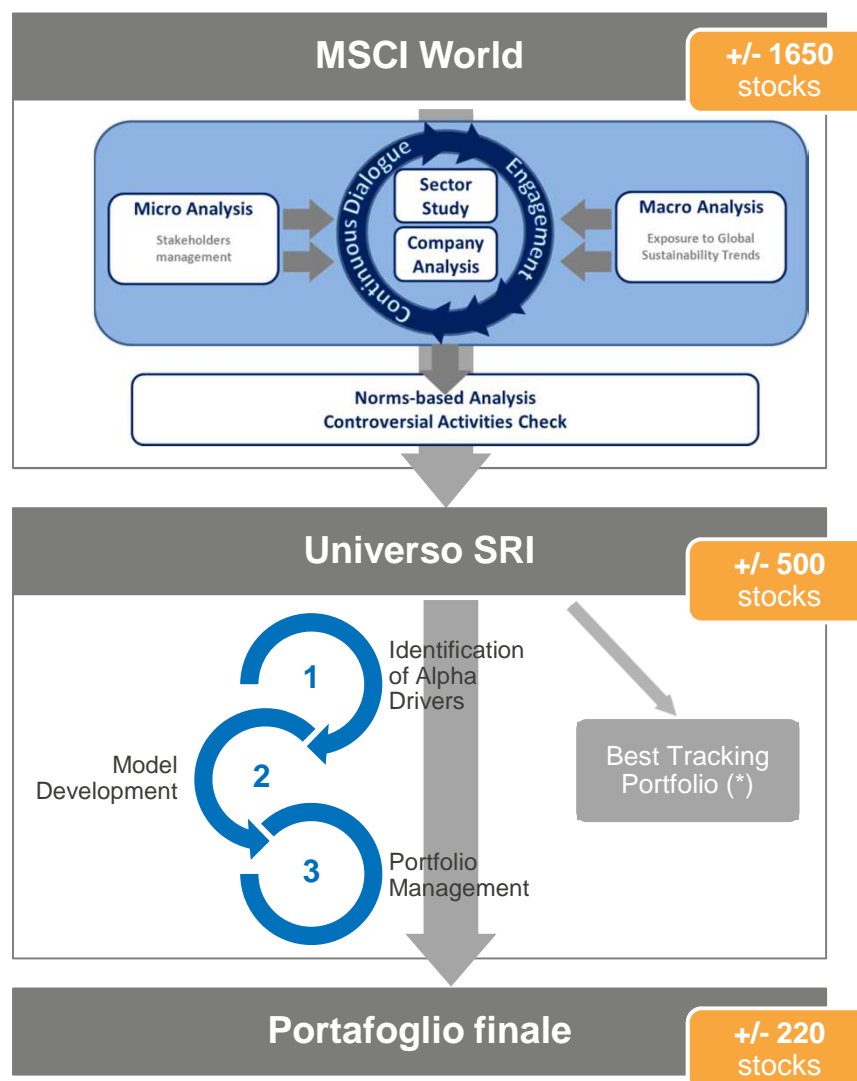 MSCI World
+/- 1650
stocks
Continuous Dialogue
Engagement
Sector
Study
Company
Analysis
Micro Analysis
Stakeholders
management
Macro Analysis
Exposure to Global
Sustainability Trends
Norms-based Analysis
Controversial Activities Check
Universo SRI
+/- 500
stocks
1
Identification
of Alpha
Drivers
Model
Development
2
3
Portfolio
Management
Best Tracking
Portfolio (*)
Portafoglio finale
+/- 220
stocks